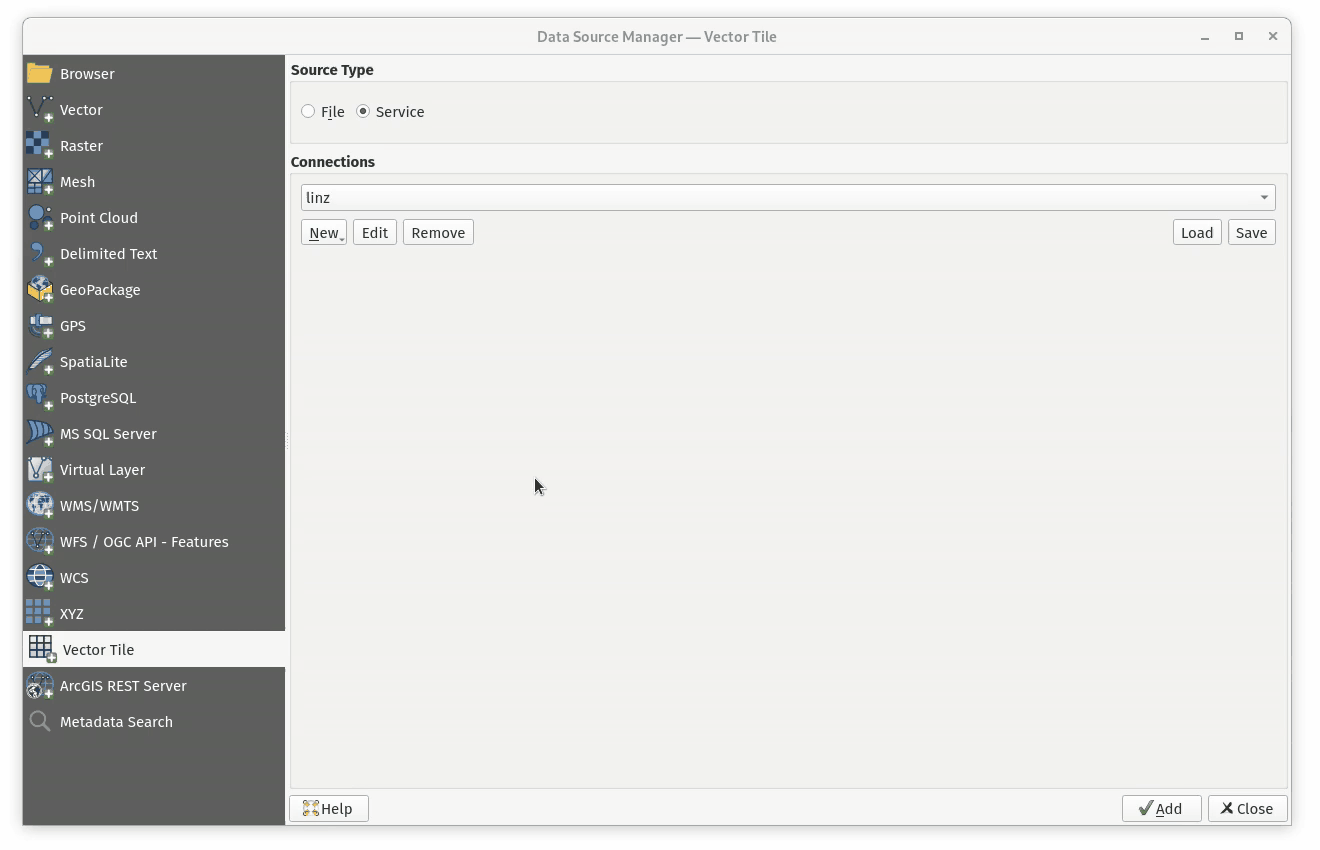 Data Source Manager — Vector Tile
Browser
Vector
Raster
Mesh
Point Cloud
Delimited Text
GeoPackage
GPS
SpatiaLite
PostgreSQL
MS SQL Server
Virtual Layer
WMS/WMTS
WFS / OGC API - Features
WCS
XYZ
Vector Tile
ArcGIS REST Server
Metadata Search
Source Type
File Service
Connections
linz
New Edit Remove Load Save
Help Add Close